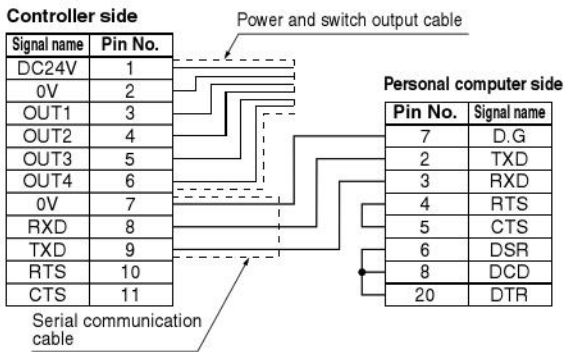 Controller side
Power and switch output cable
Signal name Pin No.
DC24V 1
0V 2
OUT1 3
OUT2 4
OUT3 5
OUT4 6
0V 7
RXD 8
TXD 9
RTS 10
CTS 11
Personal computer side
Pin No. Signal name
7 D.G
2 TXD
3 RXD
4 RTS
5 CTS
6 DSR
8 DCD
20 DTR
Serial communication
cable